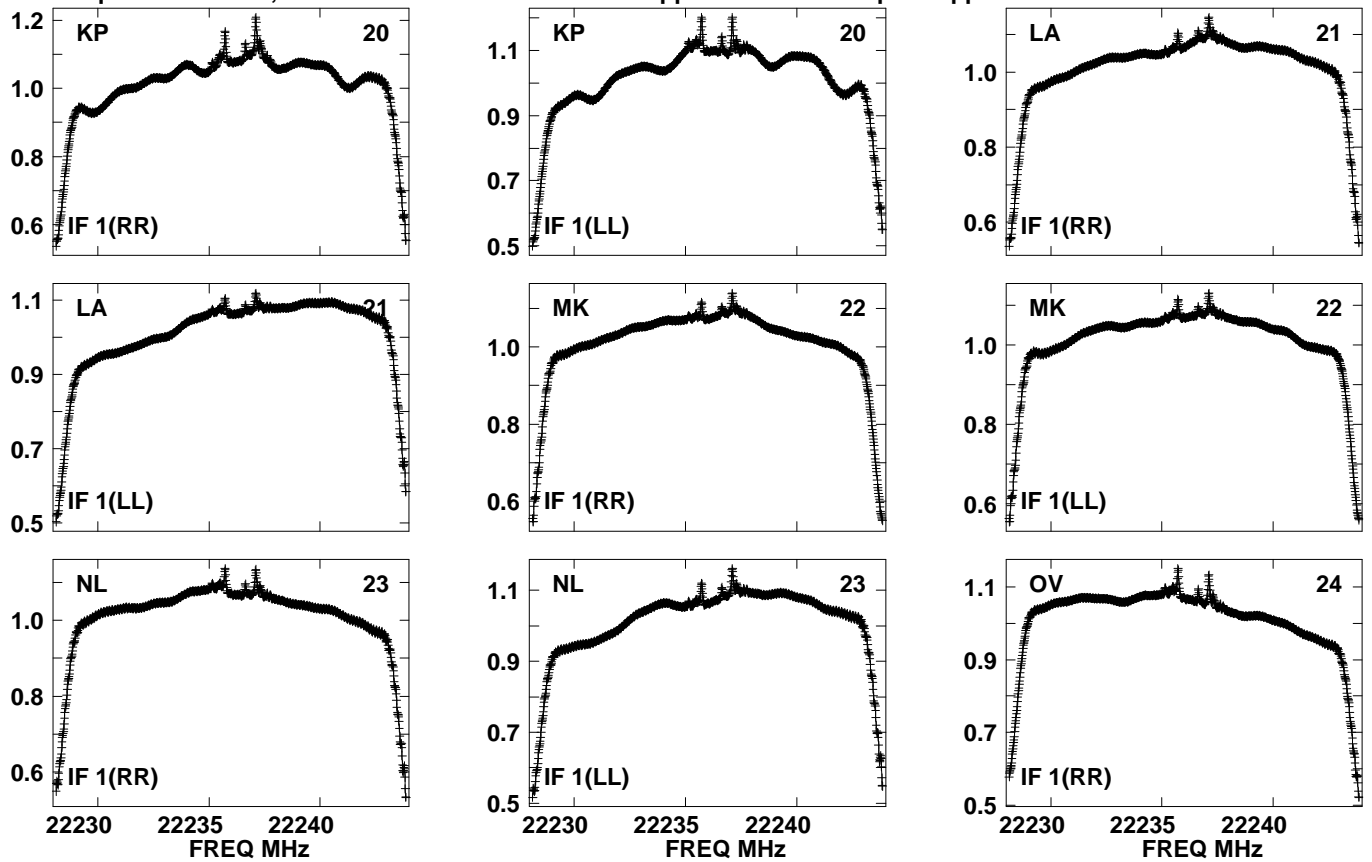 KP 20 KP 20 LA 21
1.2
1.0
0.8
0.6
IF 1(RR)
1.1
0.9
0.7
0.5
IF 1(LL)
1.0
0.8
0.6
IF 1(RR)
LA 21 MK 22 MK 22
1.1
0.9
0.7
0.5
IF 1(LL)
1.0
0.8
0.6
IF 1(RR)
1.0
0.8
0.6
IF 1(LL)
NL 23 NL 23 OV 24
1.0
0.8
0.6
IF 1(RR)
1.1
0.9
0.7
0.5
IF 1(LL)
1.1
0.9
0.7
0.5
IF 1(RR)
22230 22235 22240 22230 22235 22240 22230 22235 22240
FREQ MHz FREQ MHz FREQ MHz